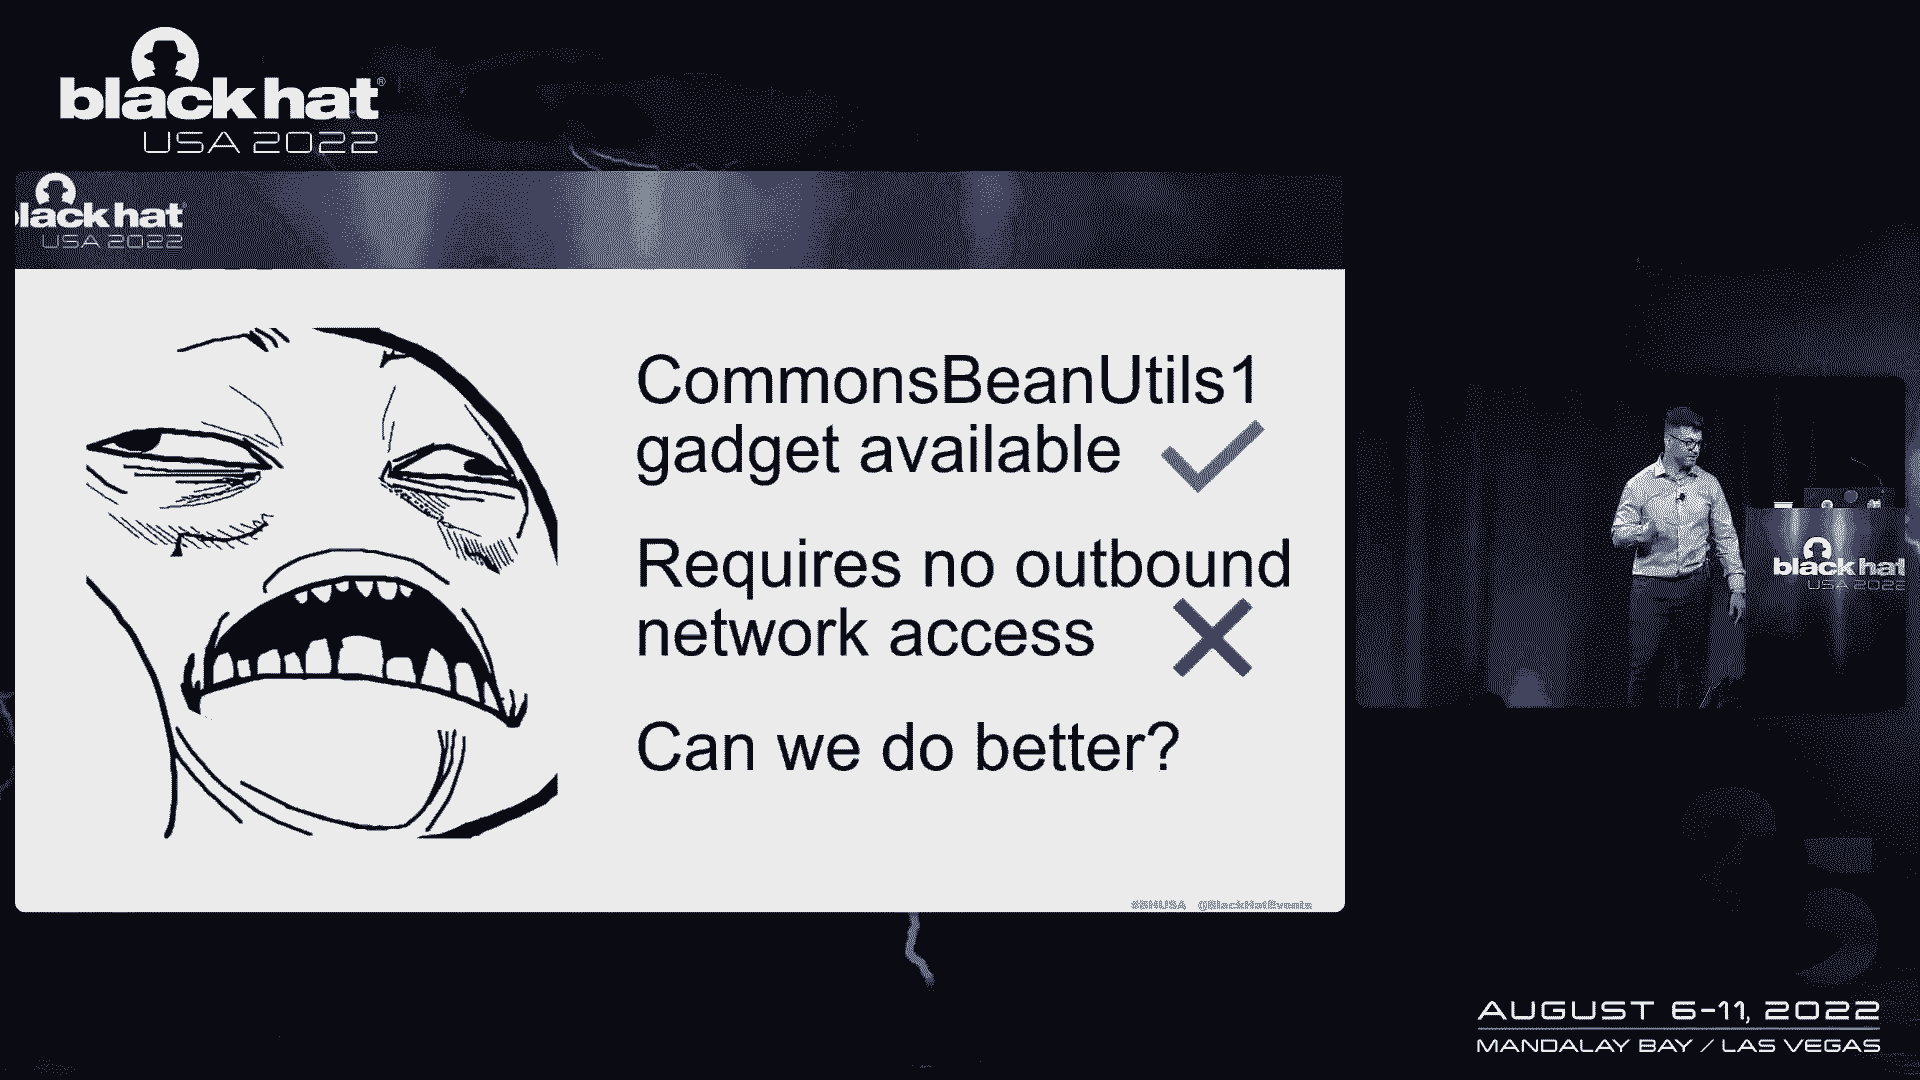 black hat®
USA 2022
black hat
USA 2022
CommonsBeanUtils1
gadget available
Requires no outbound
network access
Can we do better?
#BHUSA @BlackHatEvents
black hat
USA 2022
AUGUST 6-11, 2022
MANDALAY BAY / LAS VEGAS